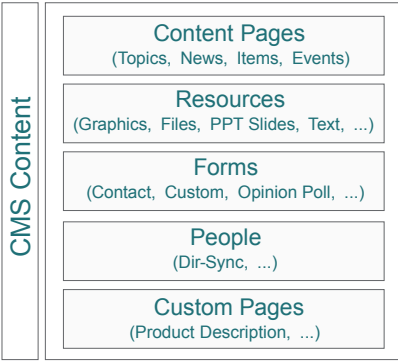 CMS Content
Content Pages
(Topics, News, Items, Events)
Resources
(Graphics, Files, PPT Slides, Text, ...)
Forms
(Contact, Custom, Opinion Poll, ...)
People
(Dir-Sync, ...)
Custom Pages
(Product Description, ...)